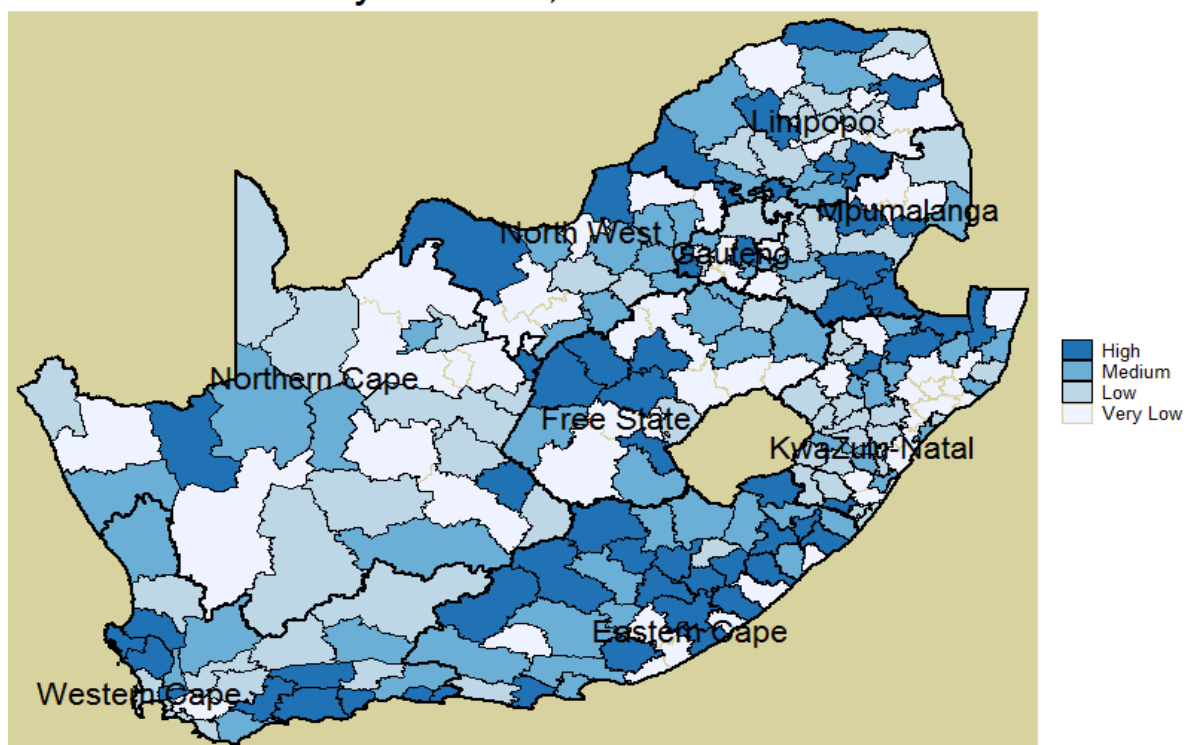 Limpopo
Mpumalanga
North West
Gauteng
Northern Cape
Free State
KwaZulu-Natal
Eastern Cape
Western Cape
High
Medium
Low
Very Low